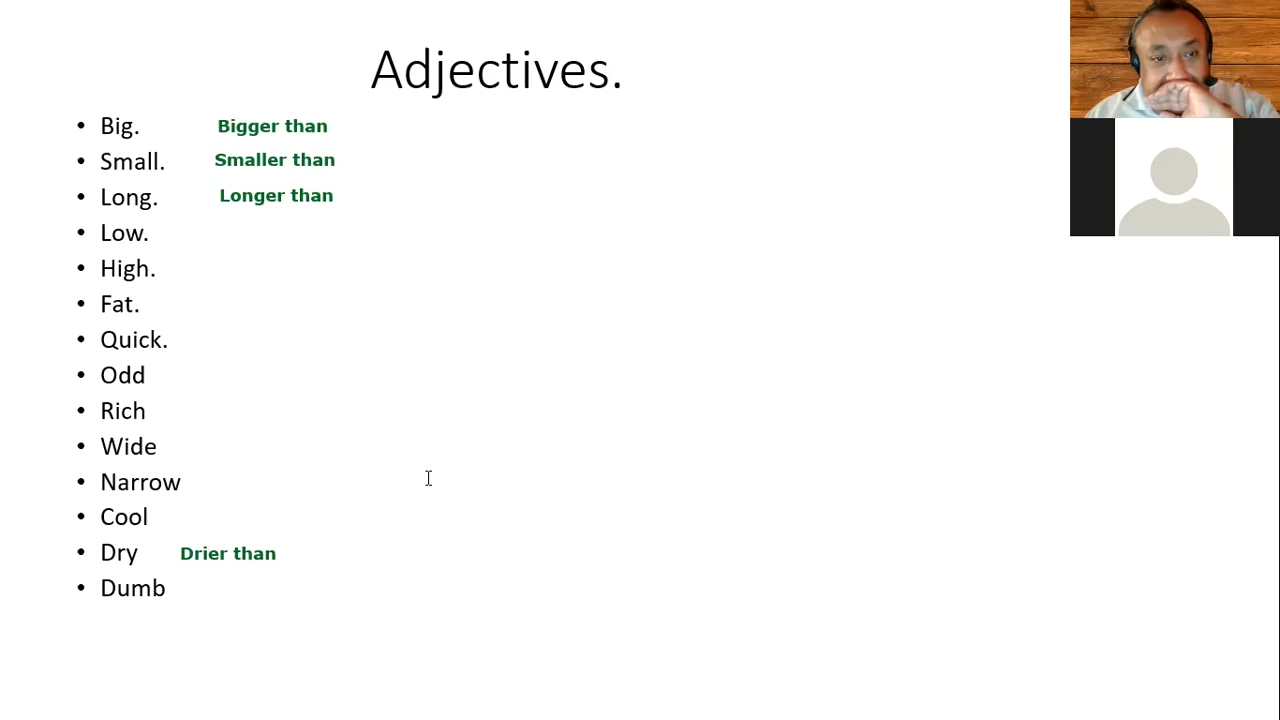 Adjectives.
• Big. Bigger than
• Small. Smaller than
• Long. Longer than
• Low.
• High.
• Fat.
• Quick.
• Odd
• Rich
• Wide
• Narrow
• Cool
• Dry Drier than
• Dumb